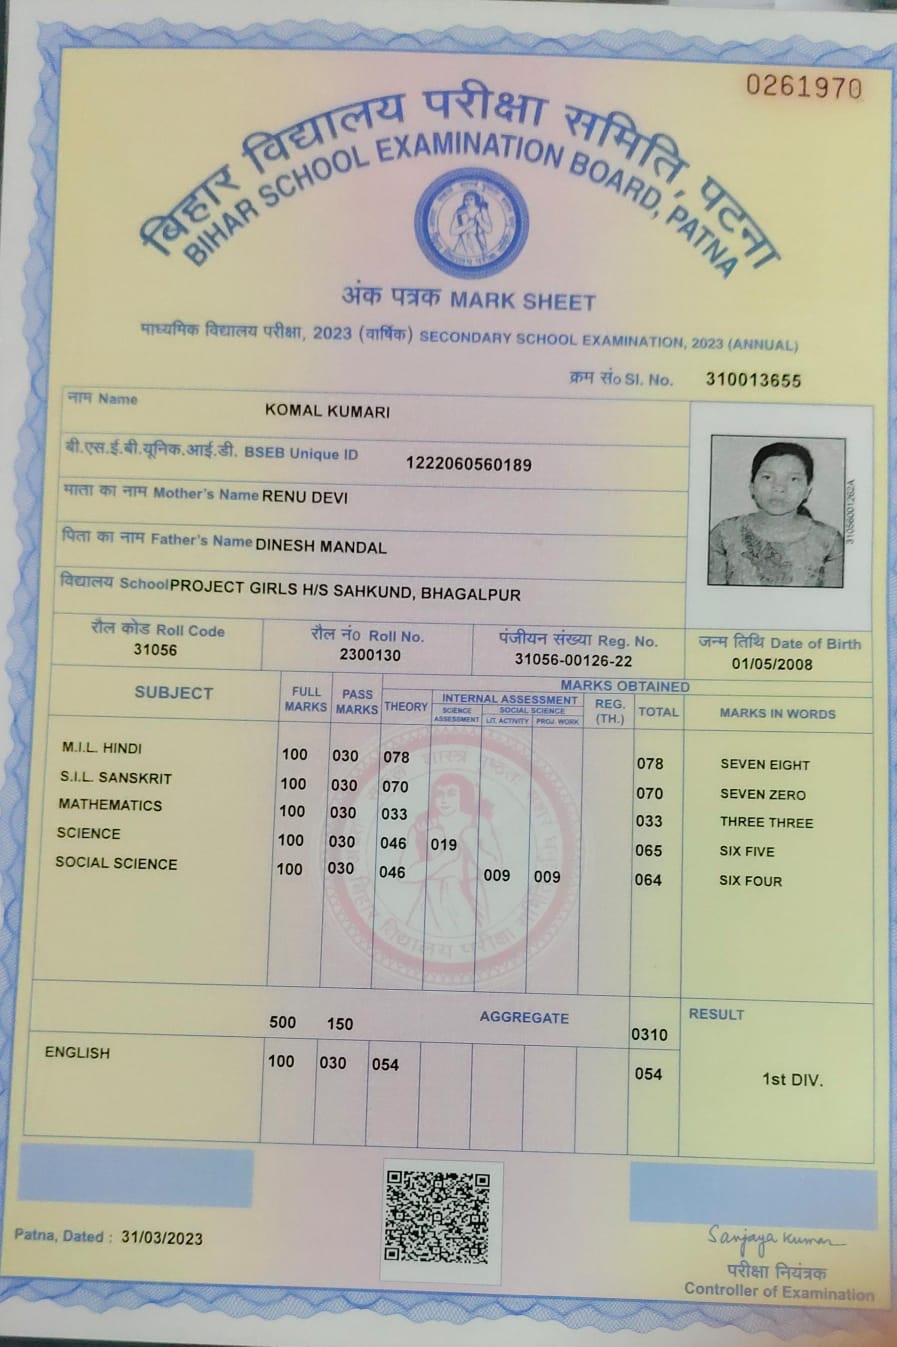 0261970
बिहार विद्यालय परीक्षा समिति, पटना
BIHAR SCHOOL EXAMINATION BOARD, PATNA
अंक पत्रक MARK SHEET
माध्यमिक विद्यालय परीक्षा, 2023 (वार्षिक) SECONDARY SCHOOL EXAMINATION, 2023 (ANNUAL)
क्रम सं० Sl. No. 310013655
नाम Name KOMAL KUMARI
बी.एस.ई.बी.यूनिक.आई.डी. BSEB Unique ID 1222060560189
माता का नाम Mother's Name RENU DEVI
पिता का नाम Father's Name DINESH MANDAL
विद्यालय School PROJECT GIRLS H/S SAHKUND, BHAGALPUR
31056001262A
रौल कोड Roll Code रौल नं0 Roll No. पंजीयन संख्या Reg. No. जन्म तिथि Date of Birth
31056 2300130 31056-00126-22 01/05/2008
SUBJECT FULL MARKS PASS MARKS MARKS OBTAINED
THEORY INTERNAL ASSESSMENT REG. (TH.) TOTAL MARKS IN WORDS
SCIENCE ASSESSMENT SOCIAL SCIENCE
LIT. ACTIVITY PROJ. WORK
M.I.L. HINDI 100 030 078 078 SEVEN EIGHT
S.I.L. SANSKRIT 100 030 070 070 SEVEN ZERO
MATHEMATICS 100 030 033 033 THREE THREE
SCIENCE 100 030 046 019 065 SIX FIVE
SOCIAL SCIENCE 100 030 046 009 009 064 SIX FOUR
500 150 AGGREGATE 0310 RESULT
ENGLISH 100 030 054 054 1st DIV.
Patna, Dated : 31/03/2023
Sanjaya Kumar
परीक्षा नियंत्रक
Controller of Examination